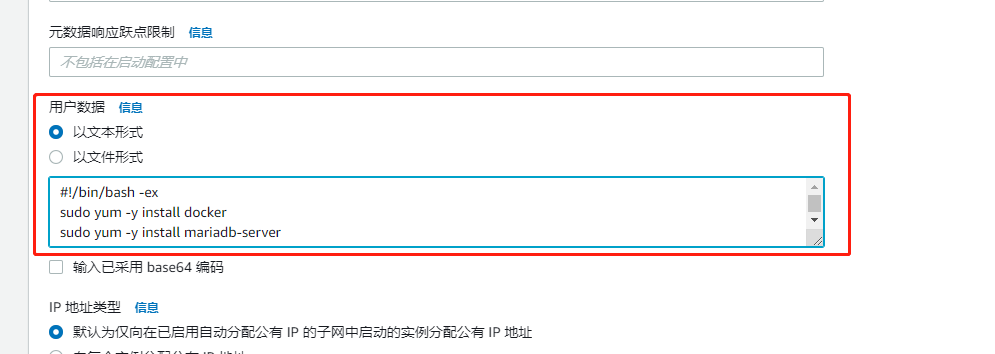 元数据响应跃点限制 信息
不包括在启动配置中
用户数据 信息
以文本形式
以文件形式
#!/bin/bash -ex
sudo yum -y install docker
sudo yum -y install mariadb-server
输入已采用 base64 编码
IP 地址类型 信息
默认为仅向在已启用自动分配公有 IP 的子网中启动的实例分配公有 IP 地址